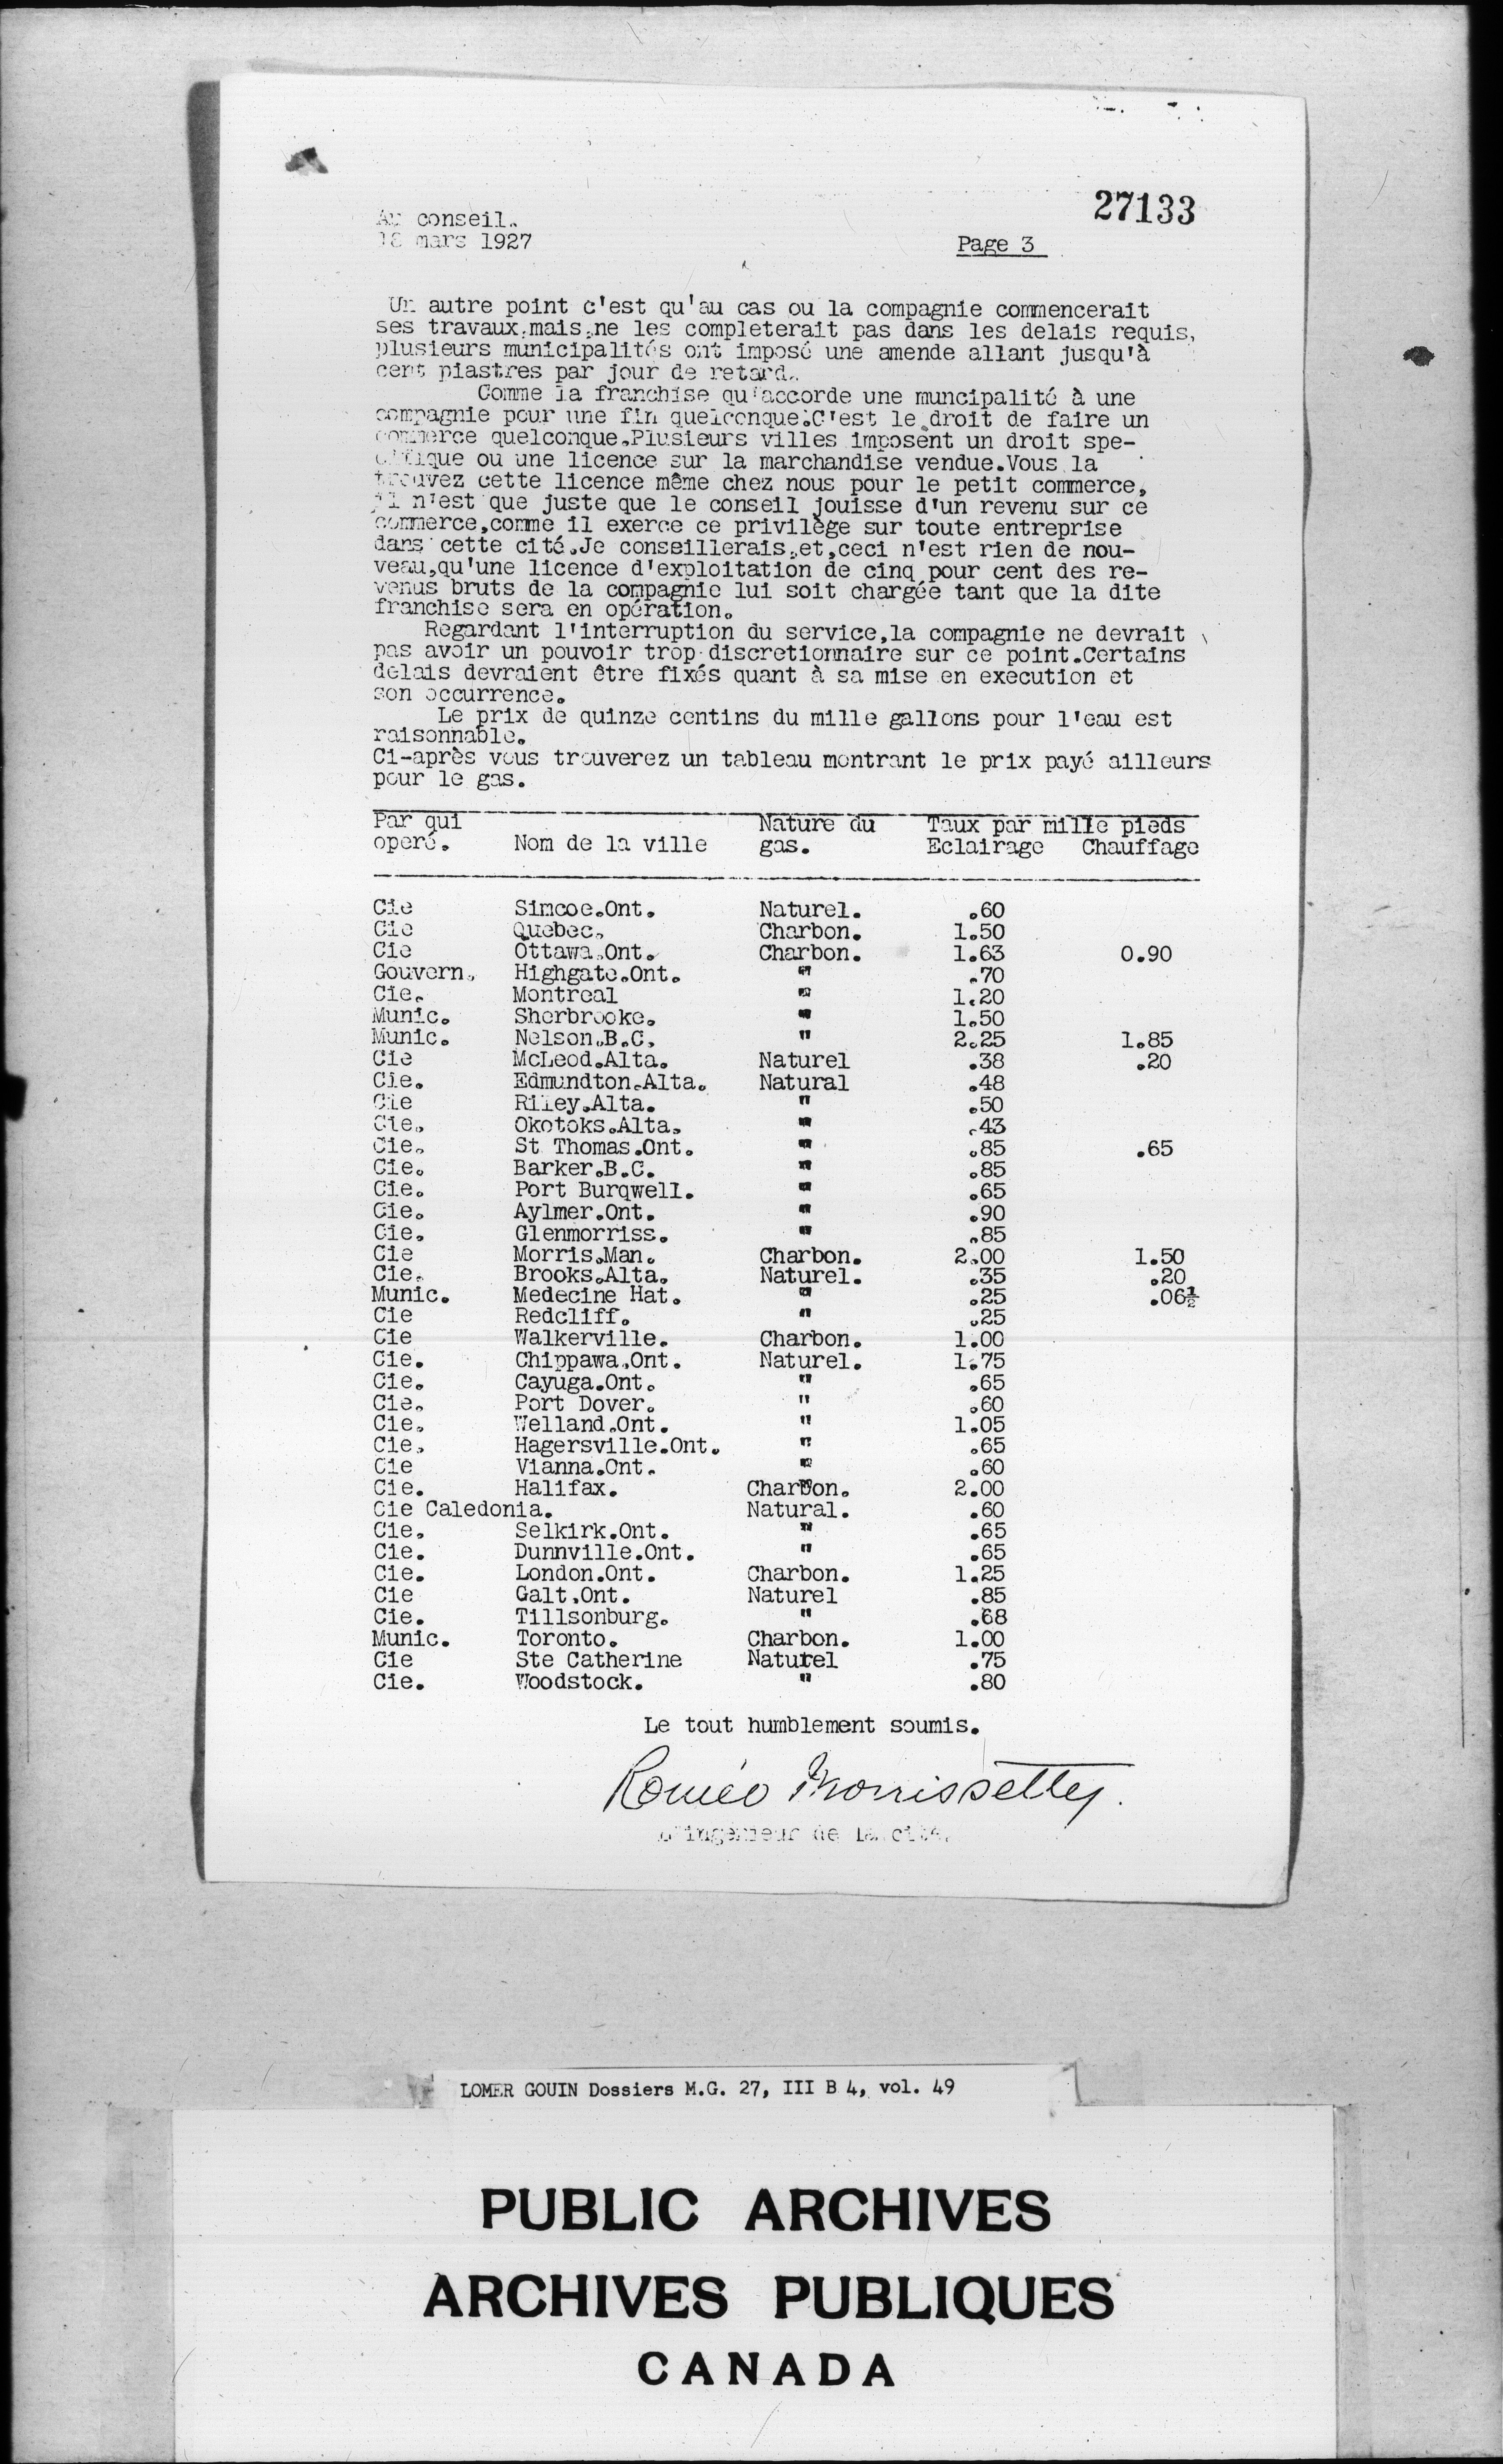 27133
Au conseil.
18 mars 1927 Page 3
Un autre point c'est qu'au cas ou la compagnie commencerait
ses travaux,mais,ne les completerait pas dans les delais requis,
plusieurs municipalités ont imposé une amende allant jusqu'à
cent piastres par jour de retard.
Comme la franchise qu'accorde une muncipalité à une
compagnie pour une fin quelconque.C'est le droit de faire un
commerce quelconque.Plusieurs villes imposent un droit spe-
cifique ou une licence sur la marchandise vendue.Vous la
trouvez cette licence même chez nous pour le petit commerce,
il n'est que juste que le conseil jouisse d'un revenu sur ce
commerce,comme il exerce ce privilège sur toute entreprise
dans cette cité.Je conseillerais,et,ceci n'est rien de nou-
veau,qu'une licence d'exploitation de cinq pour cent des re-
venus bruts de la compagnie lui soit chargée tant que la dite
franchise sera en opération.
Regardant l'interruption du service,la compagnie ne devrait
pas avoir un pouvoir trop discretionnaire sur ce point.Certains
delais devraient être fixés quant à sa mise en execution et
son occurrence.
Le prix de quinze centins du mille gallons pour l'eau est
raisonnable.
Ci-après vous trouverez un tableau montrant le prix payé ailleurs
pour le gas.
Par qui Nature du Taux par mille pieds
operé. Nom de la ville gas. Eclairage Chauffage
Cie Simcoe.Ont. Naturel. .60
Cie Quebec. Charbon. 1.50
Cie Ottawa.Ont. Charbon. 1.63 0.90
Gouvern. Highgate.Ont. " .70
Cie. Montreal " 1.20
Munic. Sherbrooke. " 1.50
Munic. Nelson.B.C. " 2.25 1.85
Cie McLeod.Alta. Naturel .38 .20
Cie. Edmundton.Alta. Natural .48
Cie Riley.Alta. " .50
Cie. Okotoks.Alta. " .43
Cie. St Thomas.Ont. " .85 .65
Cie. Barker.B.C. " .85
Cie. Port Burqwell. " .65
Cie. Aylmer.Ont. " .90
Cie. Glenmorriss. " .85
Cie Morris.Man. Charbon. 2.00 1.50
Cie. Brooks.Alta. Naturel. .35 .20
Munic. Medecine Hat. " .25 .06½
Cie Redcliff. " .25
Cie Walkerville. Charbon. 1.00
Cie. Chippawa.Ont. Naturel. 1.75
Cie. Cayuga.Ont. " .65
Cie. Port Dover. " .60
Cie. Welland.Ont. " 1.05
Cie. Hagersville.Ont. " .65
Cie Vianna.Ont. " .60
Cie. Halifax. Charbon. 2.00
Cie Caledonia. Natural. .60
Cie. Selkirk.Ont. " .65
Cie. Dunnville.Ont. " .65
Cie. London.Ont. Charbon. 1.25
Cie Galt.Ont. Naturel .85
Cie. Tillsonburg. " .68
Munic. Toronto. Charbon. 1.00
Cie Ste Catherine Naturel .75
Cie. Woodstock. " .80
Le tout humblement soumis.
Roméo Morrissette.
L'ingénieur de la cité.
LOMER GOUIN Dossiers M.G. 27, III B 4, vol. 49
PUBLIC ARCHIVES
ARCHIVES PUBLIQUES
CANADA